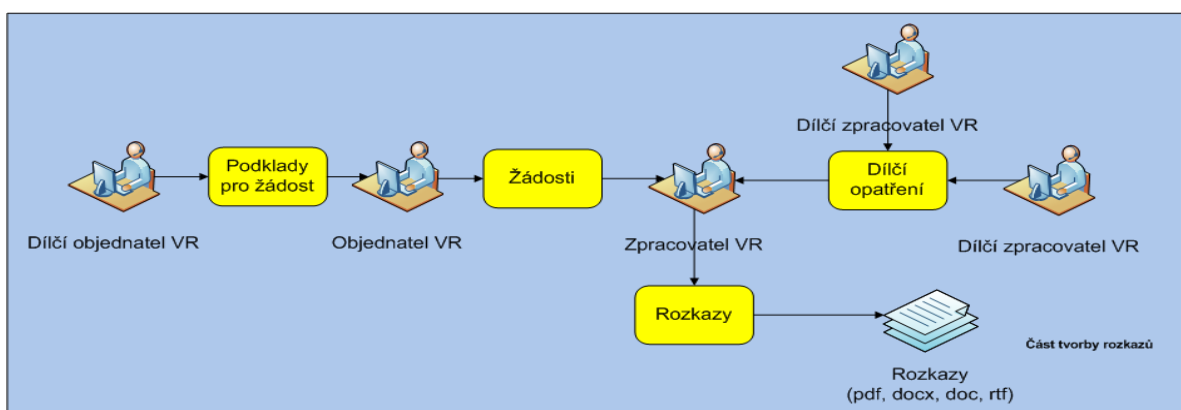 Dílčí zpracovatel VR
Podklady
pro žádost
Žádosti
Dílčí
opatření
Dílčí objednatel VR
Objednatel VR
Zpracovatel VR
Dílčí zpracovatel VR
Rozkazy
Část tvorby rozkazů
Rozkazy
(pdf, docx, doc, rtf)